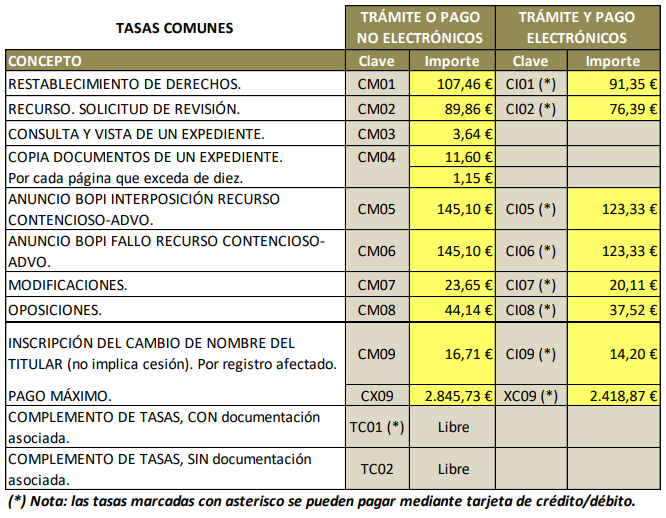 TASAS COMUNES
TRÁMITE O PAGO
NO ELECTRÓNICOS
TRÁMITE Y PAGO
ELECTRÓNICOS
CONCEPTO Clave Importe Clave Importe
RESTABLECIMIENTO DE DERECHOS. CM01 107,46 € CI01 (*) 91,35 €
RECURSO. SOLICITUD DE REVISIÓN. CM02 89,86 € CI02 (*) 76,39 €
CONSULTA Y VISTA DE UN EXPEDIENTE. CM03 3,64 €
COPIA DOCUMENTOS DE UN EXPEDIENTE. CM04 11,60 €
Por cada página que exceda de diez. 1,15 €
ANUNCIO BOPI INTERPOSICIÓN RECURSO
CONTENCIOSO-ADVO. CM05 145,10 € CI05 (*) 123,33 €
ANUNCIO BOPI FALLO RECURSO CONTENCIOSO-
ADVO. CM06 145,10 € CI06 (*) 123,33 €
MODIFICACIONES. CM07 23,65 € CI07 (*) 20,11 €
OPOSICIONES. CM08 44,14 € CI08 (*) 37,52 €
INSCRIPCIÓN DEL CAMBIO DE NOMBRE DEL
TITULAR (no implica cesión). Por registro afectado. CM09 16,71 € CI09 (*) 14,20 €
PAGO MÁXIMO. CX09 2.845,73 € XC09 (*) 2.418,87 €
COMPLEMENTO DE TASAS, CON documentación
asociada. TC01 (*) Libre
COMPLEMENTO DE TASAS, SIN documentación
asociada. TC02 Libre
(*) Nota: las tasas marcadas con asterisco se pueden pagar mediante tarjeta de crédito/débito.